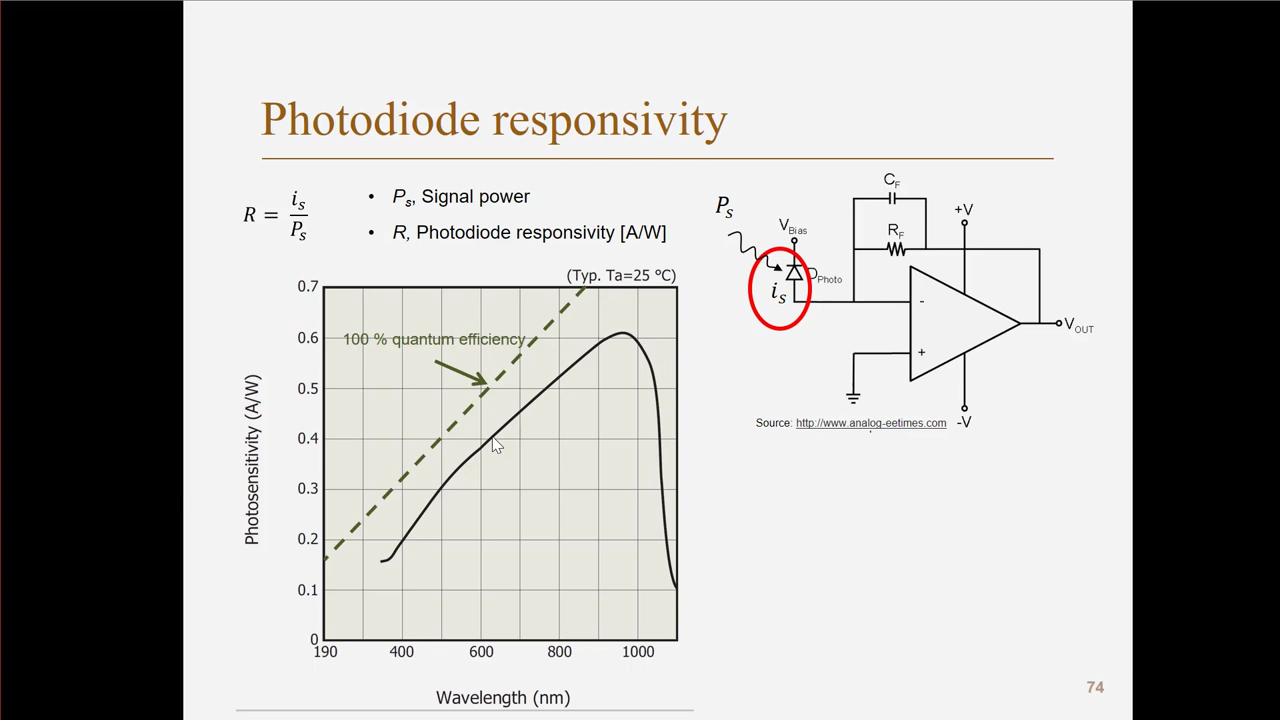 Photodiode responsivity
R = i_s / P_s
• P_s, Signal power
• R, Photodiode responsivity [A/W]
P_s
V_Bias
i_s
D_Photo
C_F
R_F
+V
-
+
V_OUT
-V
Source: http://www.analog-eetimes.com
(Typ. Ta=25 °C)
100 % quantum efficiency
Photosensitivity (A/W)
0.7
0.6
0.5
0.4
0.3
0.2
0.1
0
190 400 600 800 1000
Wavelength (nm)
74